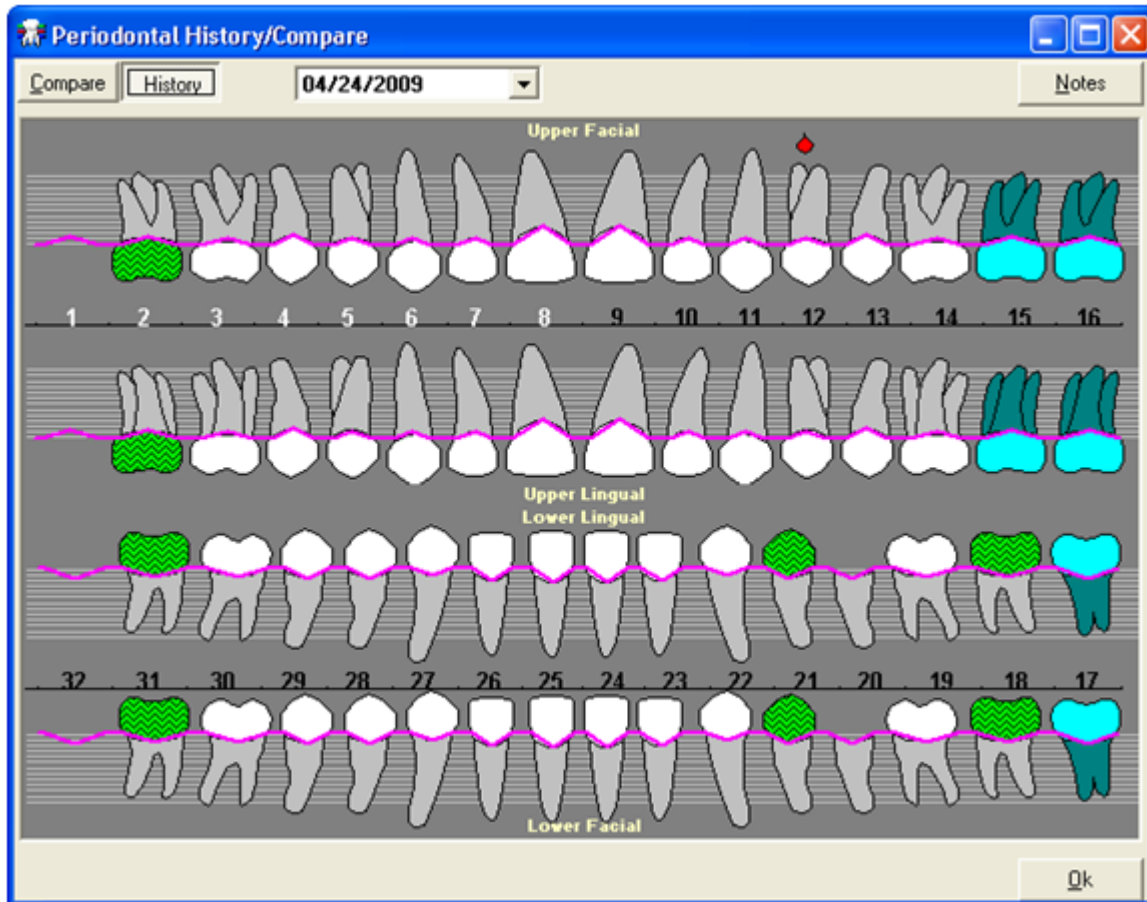 Periodontal History/Compare
Compare History 04/24/2009 Notes
Upper Facial
1 2 3 4 5 6 7 8 9 10 11 12 13 14 15 16
Upper Lingual
Lower Lingual
32 31 30 29 28 27 26 25 24 23 22 21 20 19 18 17
Lower Facial
Ok